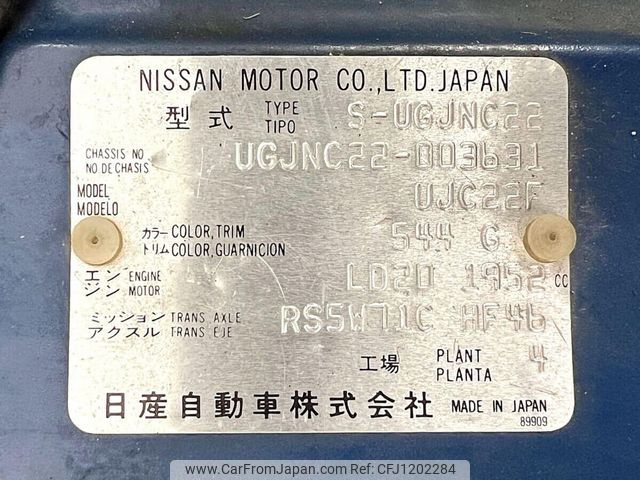 NISSAN MOTOR CO.,LTD.JAPAN
型式 TYPE TIPO S-UGJNC22
CHASSIS NO NO DE CHASIS UGJNC22-003631
MODEL MODELO UJC22F
カラー COLOR,TRIM トリム COLOR,GUARNICION 544 G
エンジン ENGINE MOTOR LD20 1952 CC
ミッション TRANS. AXLE アクスル TRANS EJE RS5W71C HF46
工場 PLANT PLANTA 4
日産自動車株式会社 MADE IN JAPAN
89909
www.CarFromJapan.com - CFJ1202284